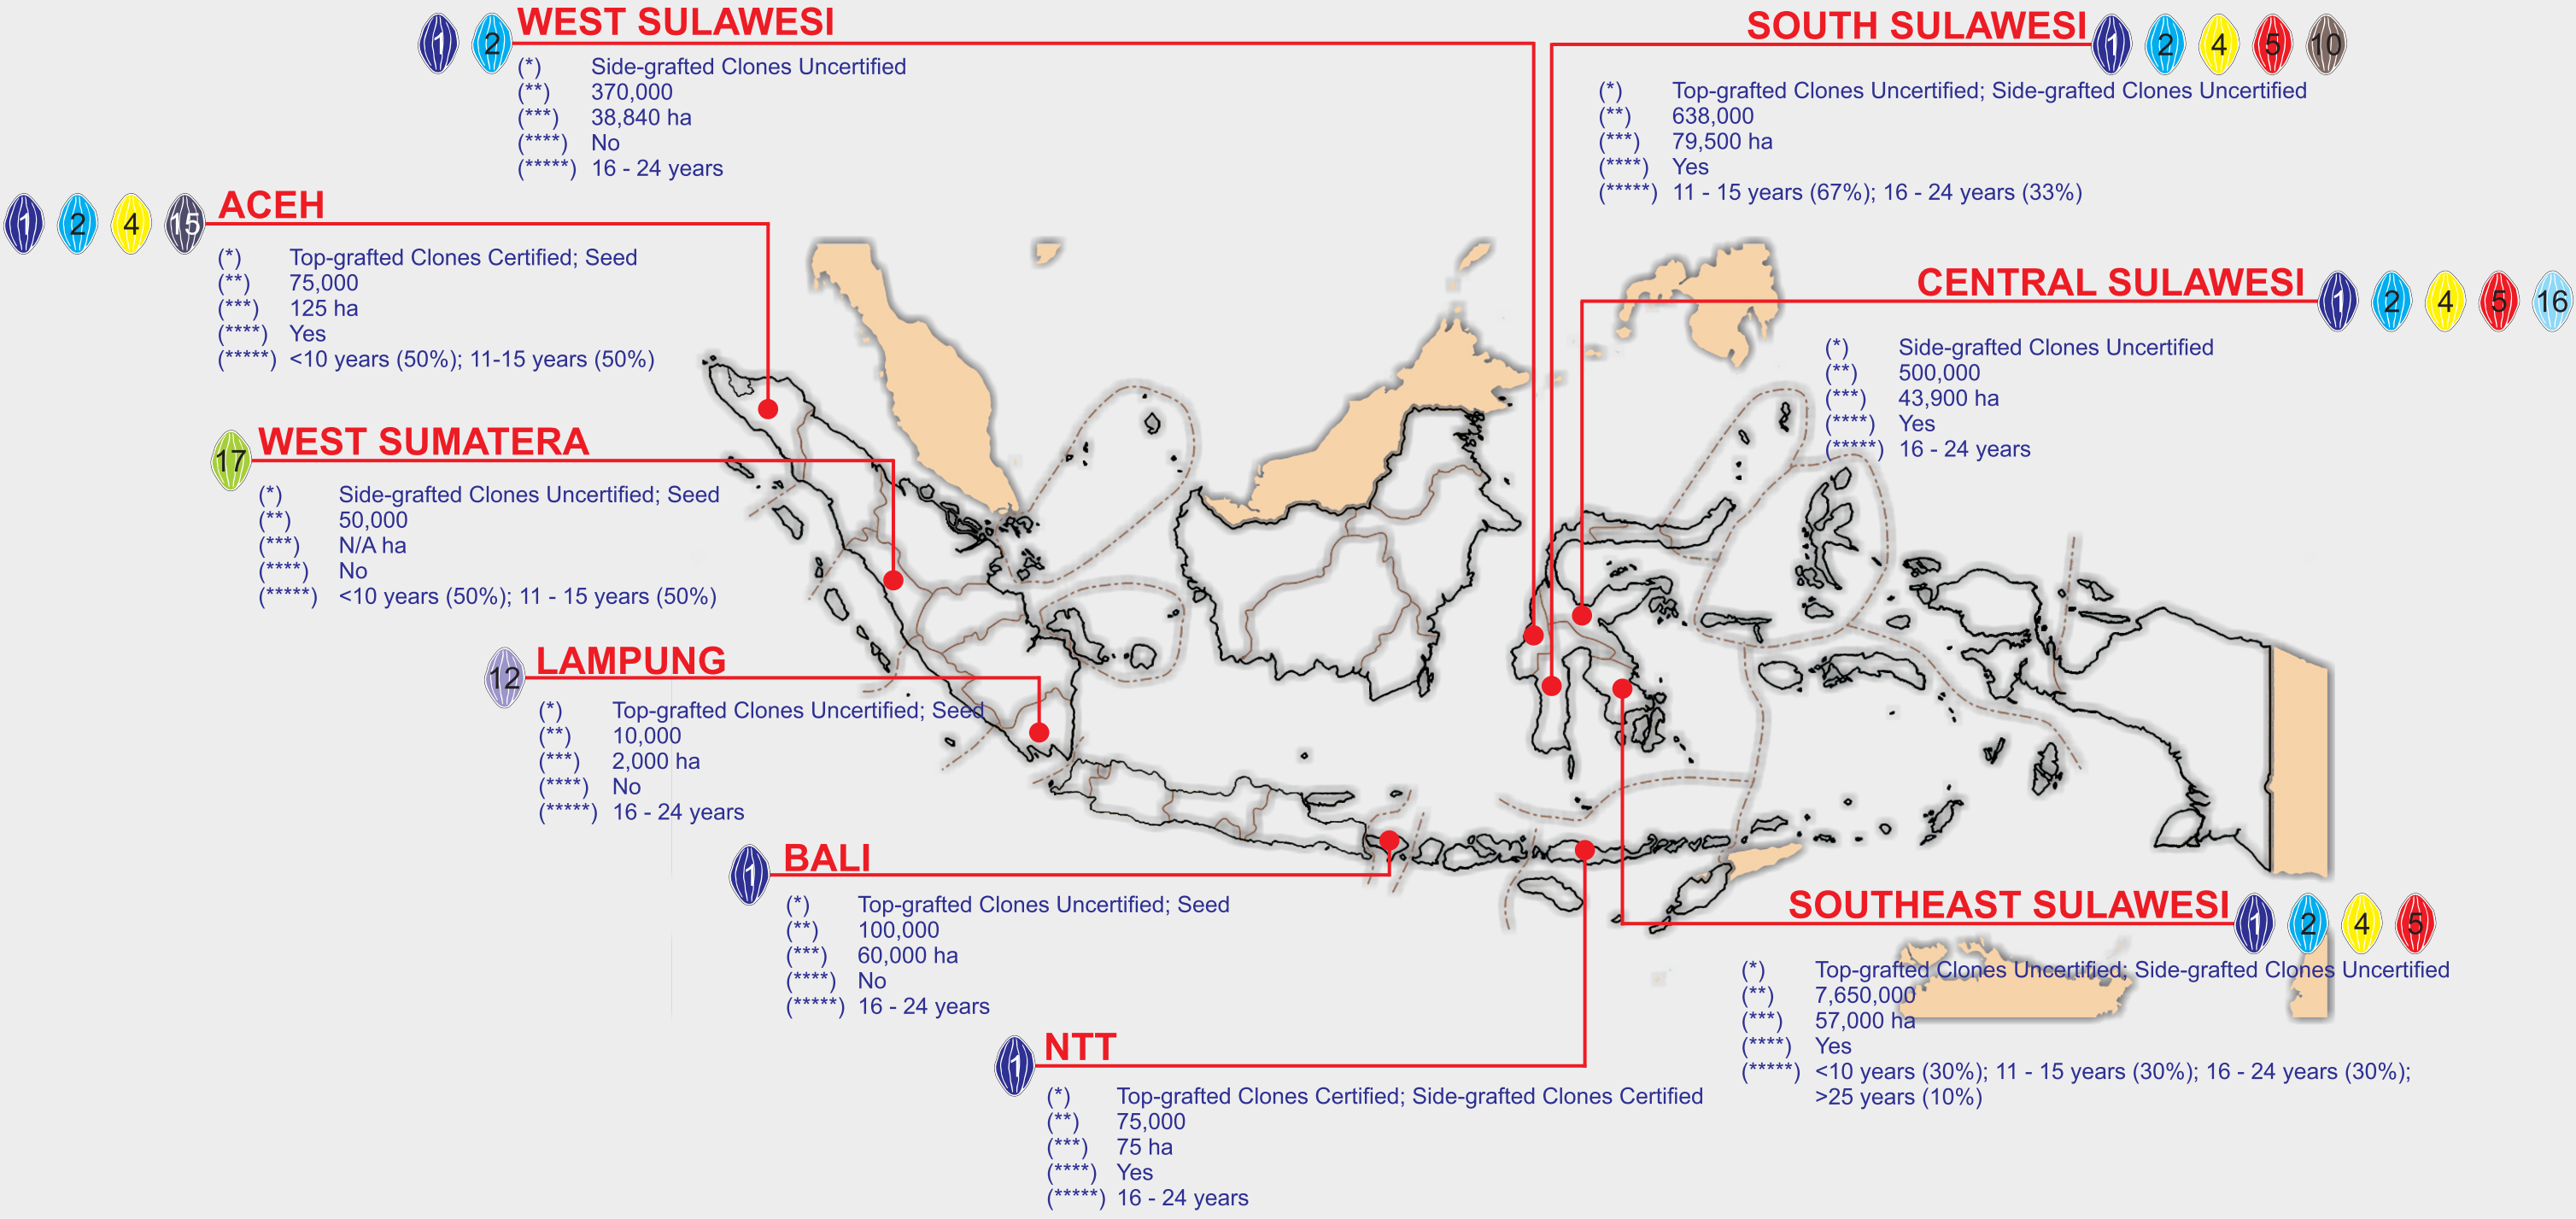 1 2 WEST SULAWESI
(*) Side-grafted Clones Uncertified
(**) 370,000
(***) 38,840 ha
(****) No
(*****) 16 - 24 years
SOUTH SULAWESI 1 2 4 5 10
(*) Top-grafted Clones Uncertified; Side-grafted Clones Uncertified
(**) 638,000
(***) 79,500 ha
(****) Yes
(*****) 11 - 15 years (67%); 16 - 24 years (33%)
1 2 4 15 ACEH
(*) Top-grafted Clones Certified; Seed
(**) 75,000
(***) 125 ha
(****) Yes
(*****) <10 years (50%); 11-15 years (50%)
CENTRAL SULAWESI 1 2 4 5 16
(*) Side-grafted Clones Uncertified
(**) 500,000
(***) 43,900 ha
(****) Yes
(*****) 16 - 24 years
17 WEST SUMATERA
(*) Side-grafted Clones Uncertified; Seed
(**) 50,000
(***) N/A ha
(****) No
(*****) <10 years (50%); 11 - 15 years (50%)
12 LAMPUNG
(*) Top-grafted Clones Uncertified; Seed
(**) 10,000
(***) 2,000 ha
(****) No
(*****) 16 - 24 years
1 BALI
(*) Top-grafted Clones Uncertified; Seed
(**) 100,000
(***) 60,000 ha
(****) No
(*****) 16 - 24 years
SOUTHEAST SULAWESI 1 2 4 5
(*) Top-grafted Clones Uncertified; Side-grafted Clones Uncertified
(**) 7,650,000
(***) 57,000 ha
(****) Yes
(*****) <10 years (30%); 11 - 15 years (30%); 16 - 24 years (30%);
>25 years (10%)
1 NTT
(*) Top-grafted Clones Certified; Side-grafted Clones Certified
(**) 75,000
(***) 75 ha
(****) Yes
(*****) 16 - 24 years